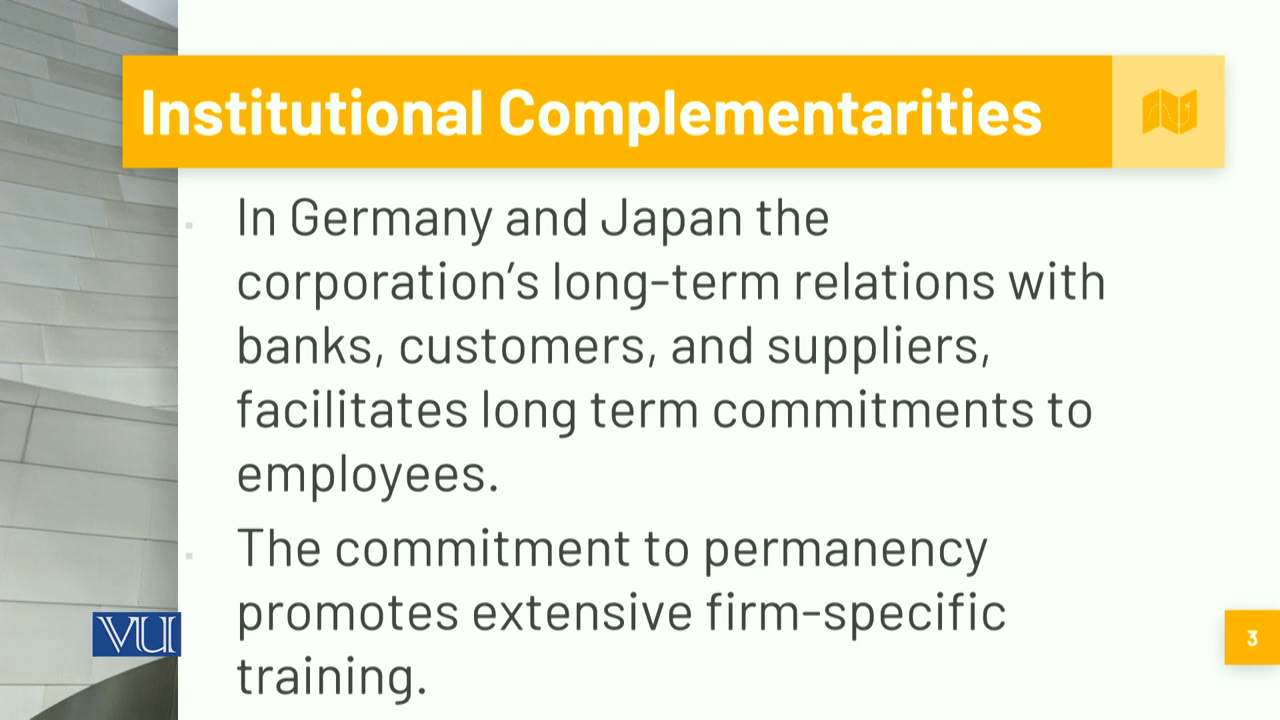 Institutional Complementarities
In Germany and Japan the
corporation’s long-term relations with
banks, customers, and suppliers,
facilitates long term commitments to
employees.
The commitment to permanency
promotes extensive firm-specific
training.
VU
3